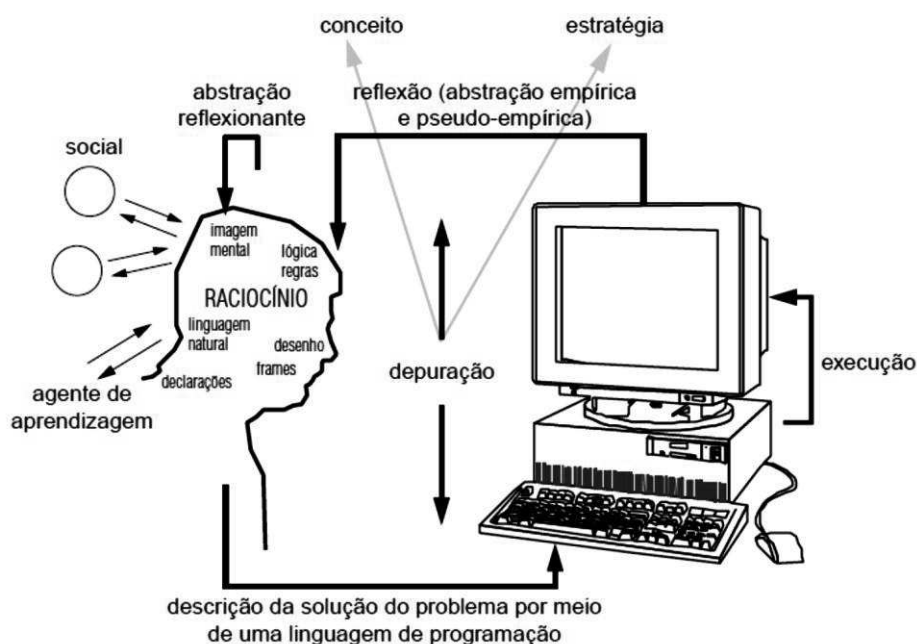 conceito
estratégia
abstração
reflexionante
reflexão (abstração empírica
e pseudo-empírica)
social
imagem
mental
lógica
regras
RACIOCÍNIO
linguagem
natural
desenho
frames
declarações
agente de
aprendizagem
depuração
execução
descrição da solução do problema por meio
de uma linguagem de programação